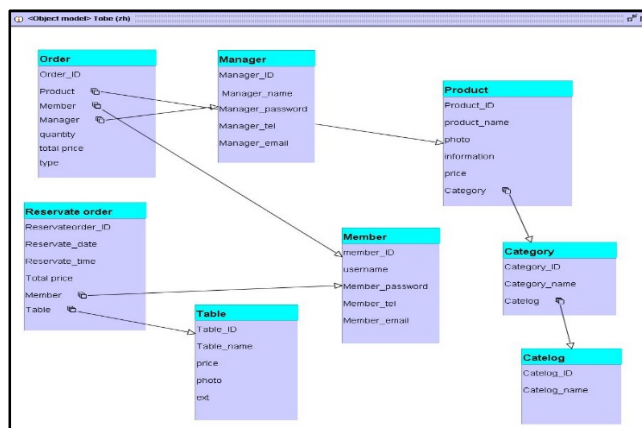 <Object model> Tobe (zh)
Order
Order_ID
Product
Member
Manager
quantity
total price
type
Manager
Manager_ID
Manager_name
Manager_password
Manager_tel
Manager_email
Product
Product_ID
product_name
photo
information
price
Category
Reservate order
Reservateorder_ID
Reservate_date
Reservate_time
Total price
Member
Table
Member
member_ID
username
Member_password
Member_tel
Member_email
Category
Category_ID
Category_name
Catelog
Table
Table_ID
Table_name
price
photo
ext
Catelog
Catelog_ID
Catelog_name